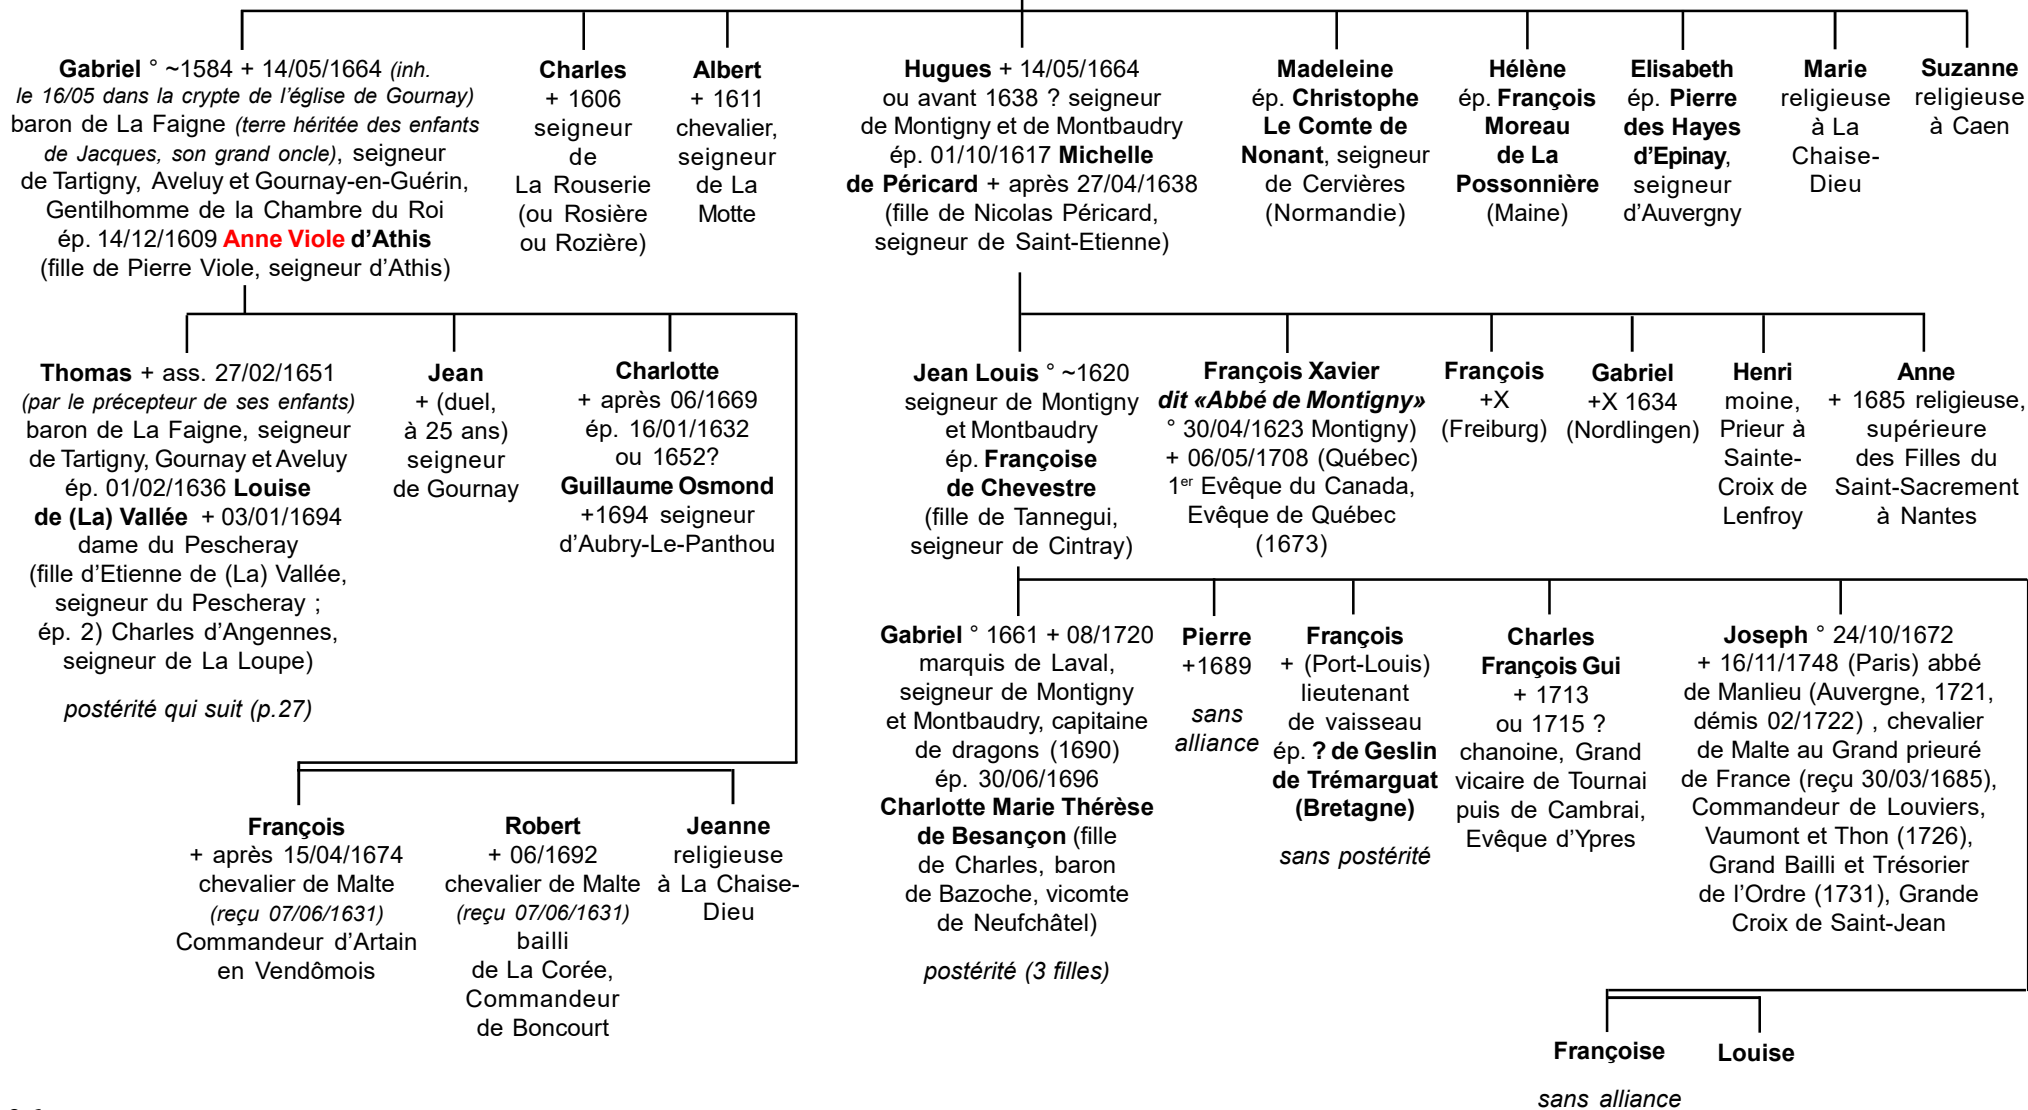 Gabriel ° ~1584 + 14/05/1664 (inh.
le 16/05 dans la crypte de l’église de Gournay)
baron de La Faigne (terre héritée des enfants
de Jacques, son grand oncle), seigneur
de Tartigny, Aveluy et Gournay-en-Guérin,
Gentilhomme de la Chambre du Roi
ép. 14/12/1609 Anne Viole d’Athis
(fille de Pierre Viole, seigneur d’Athis)
Charles
+ 1606
seigneur
de
La Rouserie
(ou Rosière
ou Rozière)
Albert
+ 1611
chevalier,
seigneur
de La
Motte
Hugues + 14/05/1664
ou avant 1638 ? seigneur
de Montigny et de Montbaudry
ép. 01/10/1617 Michelle
de Péricard + après 27/04/1638
(fille de Nicolas Péricard,
seigneur de Saint-Etienne)
Madeleine
ép. Christophe
Le Comte de
Nonant, seigneur
de Cervières
(Normandie)
Hélène
ép. François
Moreau
de La
Possonnière
(Maine)
Elisabeth
ép. Pierre
des Hayes
d’Epinay,
seigneur
d’Auvergny
Marie
religieuse
à La
Chaise-
Dieu
Suzanne
religieuse
à Caen
Thomas + ass. 27/02/1651
(par le précepteur de ses enfants)
baron de La Faigne, seigneur
de Tartigny, Gournay et Aveluy
ép. 01/02/1636 Louise
de (La) Vallée + 03/01/1694
dame du Pescheray
(fille d’Etienne de (La) Vallée,
seigneur du Pescheray ;
ép. 2) Charles d’Angennes,
seigneur de La Loupe)
postérité qui suit (p.27)
Jean
+ (duel,
à 25 ans)
seigneur
de Gournay
Charlotte
+ après 06/1669
ép. 16/01/1632
ou 1652?
Guillaume Osmond
+1694 seigneur
d’Aubry-Le-Panthou
Jean Louis ° ~1620
seigneur de Montigny
et Montbaudry
ép. Françoise
de Chevestre
(fille de Tannegui,
seigneur de Cintray)
François Xavier
dit «Abbé de Montigny»
° 30/04/1623 Montigny)
+ 06/05/1708 (Québec)
1er Evêque du Canada,
Evêque de Québec
(1673)
François
+X
(Freiburg)
Gabriel
+X 1634
(Nordlingen)
Henri
moine,
Prieur à
Sainte-
Croix de
Lenfroy
Anne
+ 1685 religieuse,
supérieure
des Filles du
Saint-Sacrement
à Nantes
Gabriel ° 1661 + 08/1720
marquis de Laval,
seigneur de Montigny
et Montbaudry, capitaine
de dragons (1690)
ép. 30/06/1696
Charlotte Marie Thérèse
de Besançon (fille
de Charles, baron
de Bazoche, vicomte
de Neufchâtel)
postérité (3 filles)
Pierre
+1689
sans
alliance
François
+ (Port-Louis)
lieutenant
de vaisseau
ép. ? de Geslin
de Trémarguat
(Bretagne)
sans postérité
Charles
François Gui
+ 1713
ou 1715 ?
chanoine, Grand
vicaire de Tournai
puis de Cambrai,
Evêque d’Ypres
Joseph ° 24/10/1672
+ 16/11/1748 (Paris) abbé
de Manlieu (Auvergne, 1721,
démis 02/1722) , chevalier
de Malte au Grand prieuré
de France (reçu 30/03/1685),
Commandeur de Louviers,
Vaumont et Thon (1726),
Grand Bailli et Trésorier
de l’Ordre (1731), Grande
Croix de Saint-Jean
François
+ après 15/04/1674
chevalier de Malte
(reçu 07/06/1631)
Commandeur d’Artain
en Vendômois
Robert
+ 06/1692
chevalier de Malte
(reçu 07/06/1631)
bailli
de La Corée,
Commandeur
de Boncourt
Jeanne
religieuse
à La Chaise-
Dieu
Françoise
sans alliance
Louise